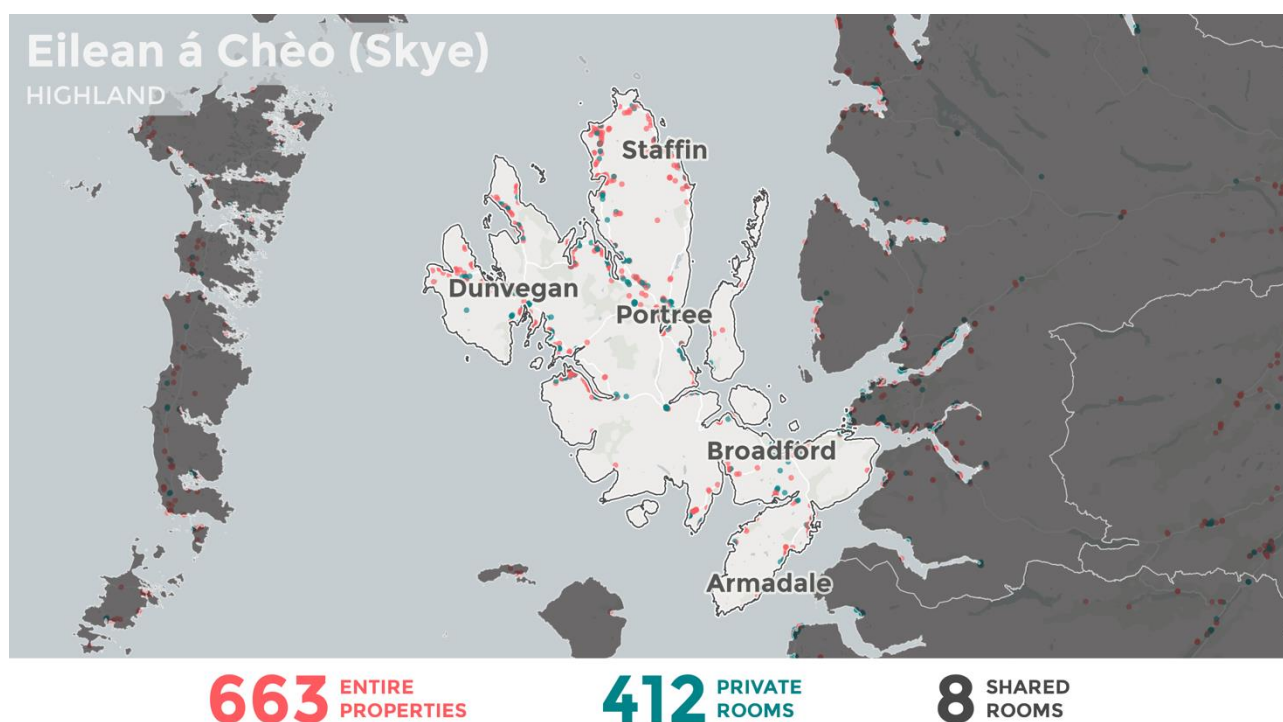 Eilean á Chèo (Skye)
HIGHLAND
Staffin
Dunvegan
Portree
Broadford
Armadale
663 ENTIRE
PROPERTIES
412 PRIVATE
ROOMS
8 SHARED
ROOMS